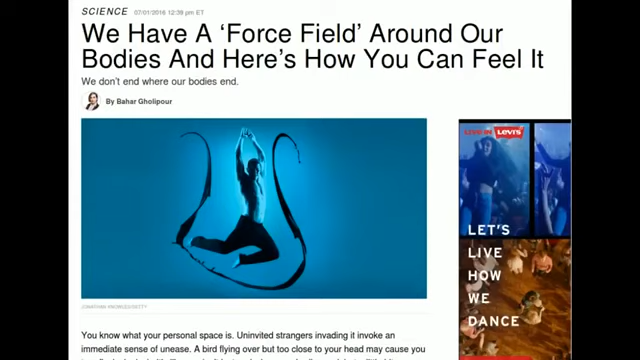 SCIENCE 07/01/2016 12:39 pm ET
We Have A ‘Force Field’ Around Our
Bodies And Here’s How You Can Feel It
We don't end where our bodies end.
By Bahar Gholipour
LIVE IN LEVI'S
LET'S
LIVE
HOW
WE
DANCE
You know what your personal space is. Uninvited strangers invading it invoke an
immediate sense of unease. A bird flying over but too close to your head may cause you